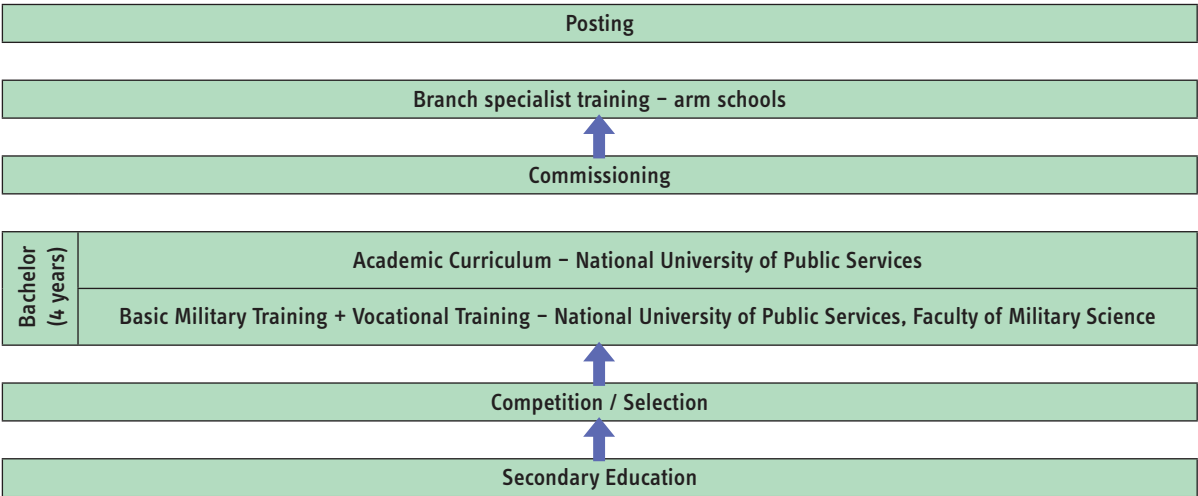 Posting
Branch specialist training – arm schools
Commissioning
Bachelor
(4 years)
Academic Curriculum – National University of Public Services
Basic Military Training + Vocational Training – National University of Public Services, Faculty of Military Science
Competition / Selection
Secondary Education